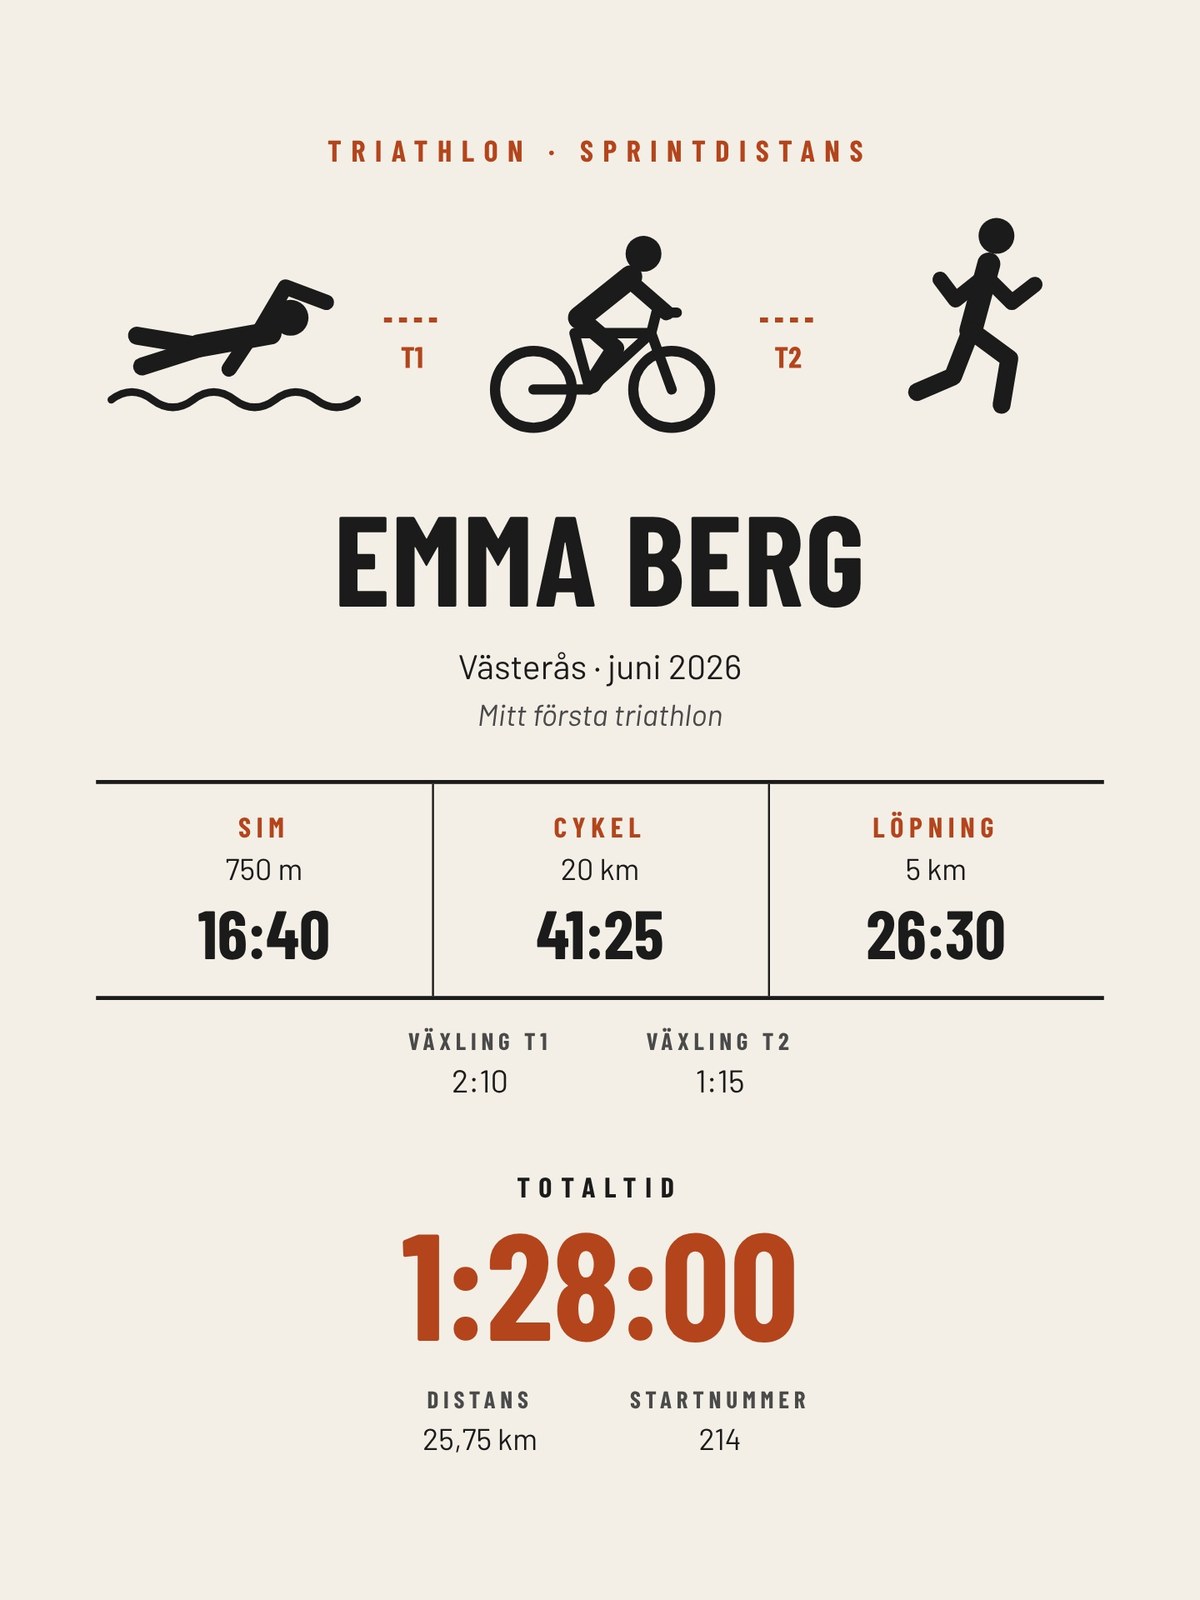 TRIATHLON · SPRINTDISTANS
T1 T2
EMMA BERG
Västerås · juni 2026
Mitt första triathlon
SIM CYKEL LÖPNING
750 m 20 km 5 km
16:40 41:25 26:30
VÄXLING T1 VÄXLING T2
2:10 1:15
TOTALTID
1:28:00
DISTANS STARTNUMMER
25,75 km 214